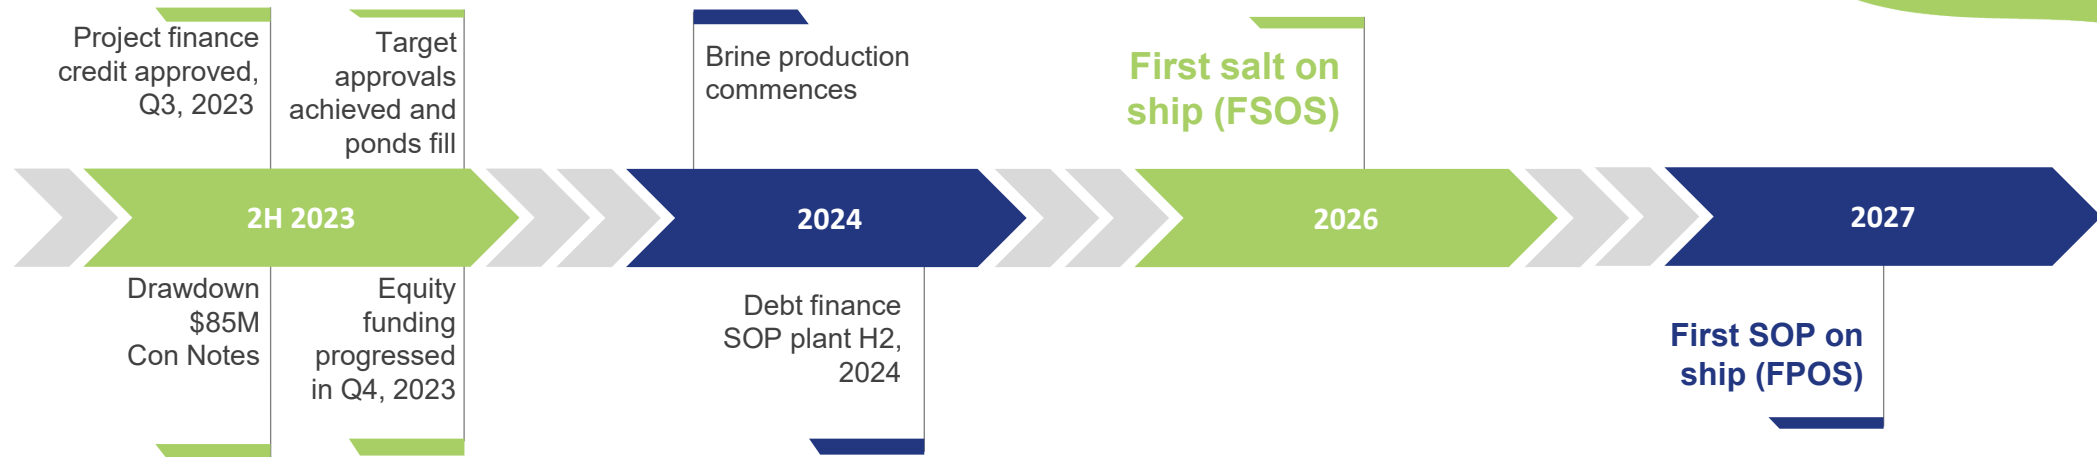 Project finance
credit approved,
Q3, 2023
Target
approvals
achieved and
ponds fill
Brine production
commences
First salt on
ship (FSOS)
2H 2023
2024
2026
2027
Drawdown
$85M
Con Notes
Equity
funding
progressed
in Q4, 2023
Debt finance
SOP plant H2,
2024
First SOP on
ship (FPOS)